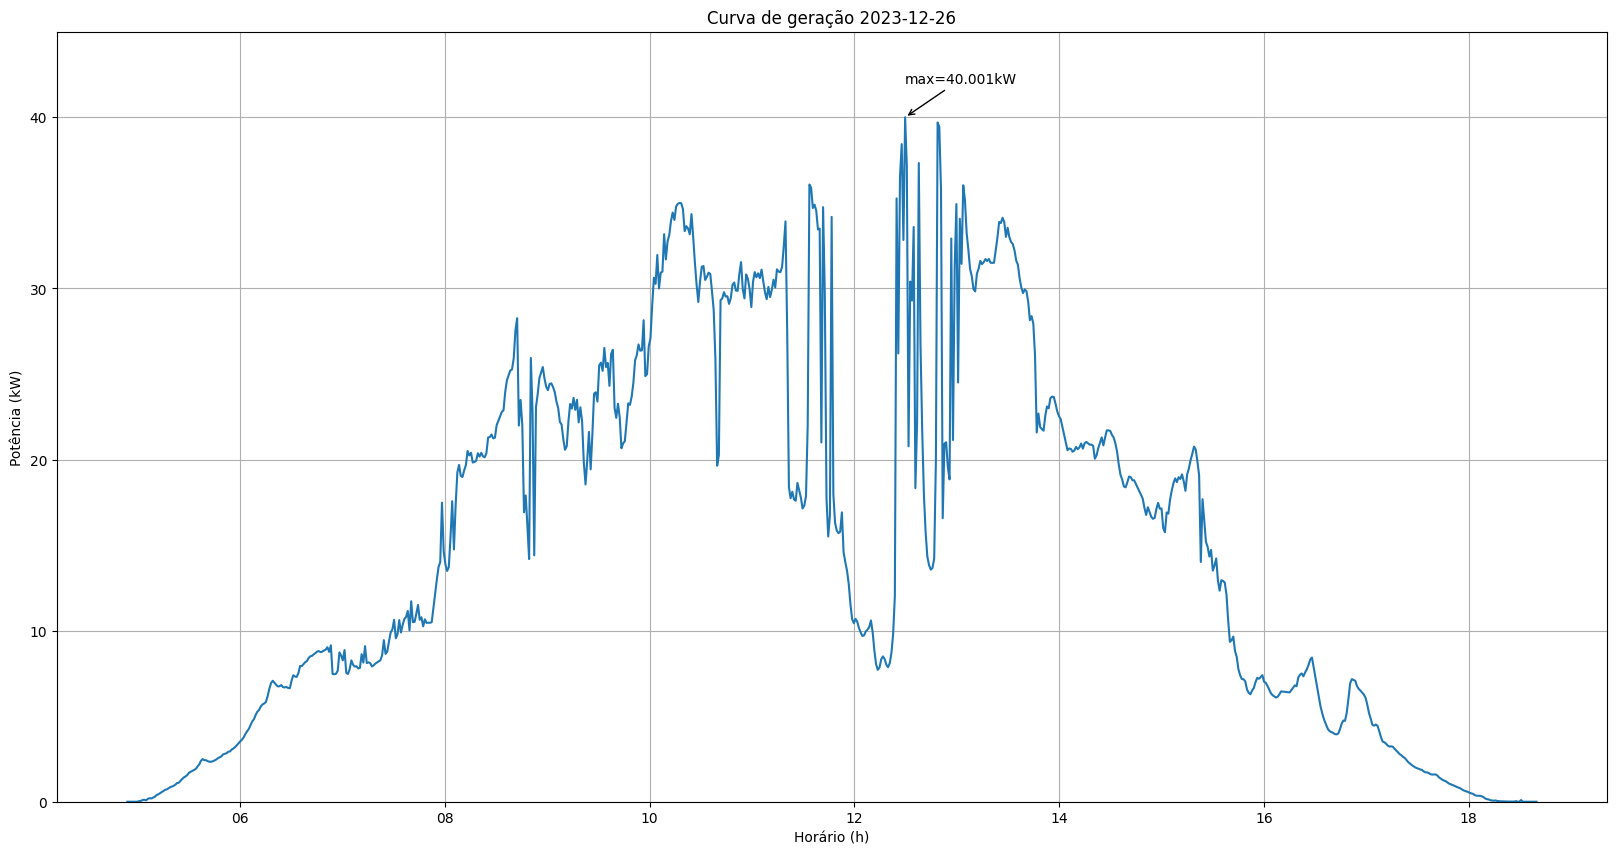 Curva de geração 2023-12-26
max=40.001kW
40
30
20
10
0
Potência (kW)
06 08 10 12 14 16 18
Horário (h)